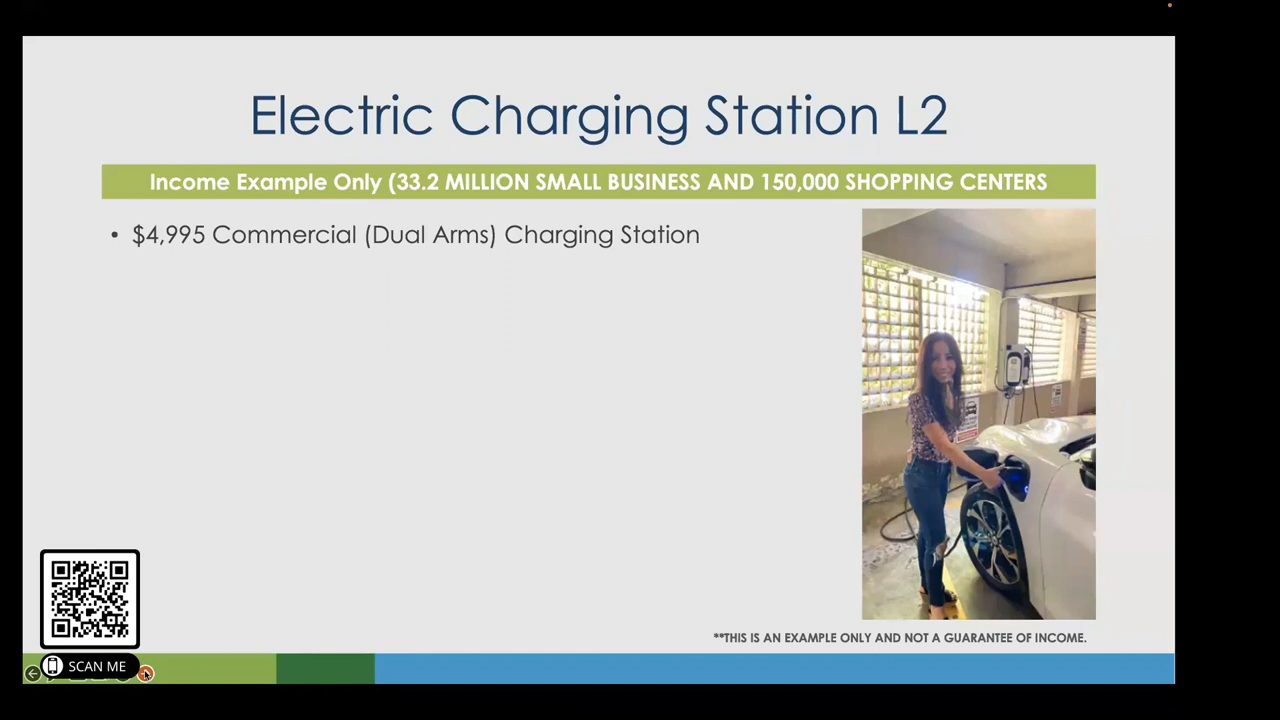 Electric Charging Station L2
Income Example Only (33.2 MILLION SMALL BUSINESS AND 150,000 SHOPPING CENTERS
• $4,995 Commercial (Dual Arms) Charging Station
**THIS IS AN EXAMPLE ONLY AND NOT A GUARANTEE OF INCOME.
SCAN ME